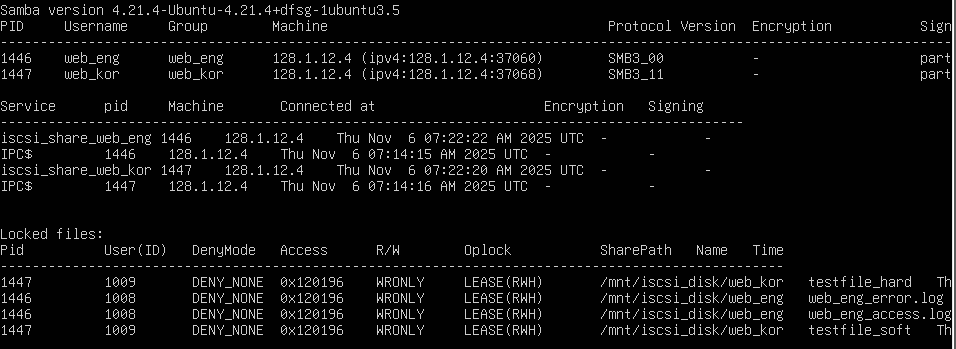 Samba version 4.21.4-Ubuntu-4.21.4+dfsg-1ubuntu3.5
PID     Username     Group        Machine                                   Protocol Version  Encryption           Sign
----------------------------------------------------------------------------------------------------------------------
1446    web_eng      web_eng      128.1.12.4 (ipv4:128.1.12.4:37060)        SMB3_00           -                    part
1447    web_kor      web_kor      128.1.12.4 (ipv4:128.1.12.4:37068)        SMB3_11           -                    part
Service      pid     Machine       Connected at                     Encryption   Signing
---------------------------------------------------------------------------------------------
iscsi_share_web_eng 1446    128.1.12.4    Thu Nov  6 07:22:22 AM 2025 UTC  -            -
IPC$         1446    128.1.12.4    Thu Nov  6 07:14:15 AM 2025 UTC  -            -
iscsi_share_web_kor 1447    128.1.12.4    Thu Nov  6 07:22:20 AM 2025 UTC  -            -
IPC$         1447    128.1.12.4    Thu Nov  6 07:14:16 AM 2025 UTC  -            -
Locked files:
Pid          User(ID)   DenyMode   Access      R/W        Oplock           SharePath   Name   Time
--------------------------------------------------------------------------------------------------
1447         1009       DENY_NONE  0x120196    WRONLY     LEASE(RWH)       /mnt/iscsi_disk/web_kor   testfile_hard   Th
1446         1008       DENY_NONE  0x120196    WRONLY     LEASE(RWH)       /mnt/iscsi_disk/web_eng   web_eng_error.log
1446         1008       DENY_NONE  0x120196    WRONLY     LEASE(RWH)       /mnt/iscsi_disk/web_eng   web_eng_access.log
1447         1009       DENY_NONE  0x120196    WRONLY     LEASE(RWH)       /mnt/iscsi_disk/web_kor   testfile_soft   Th